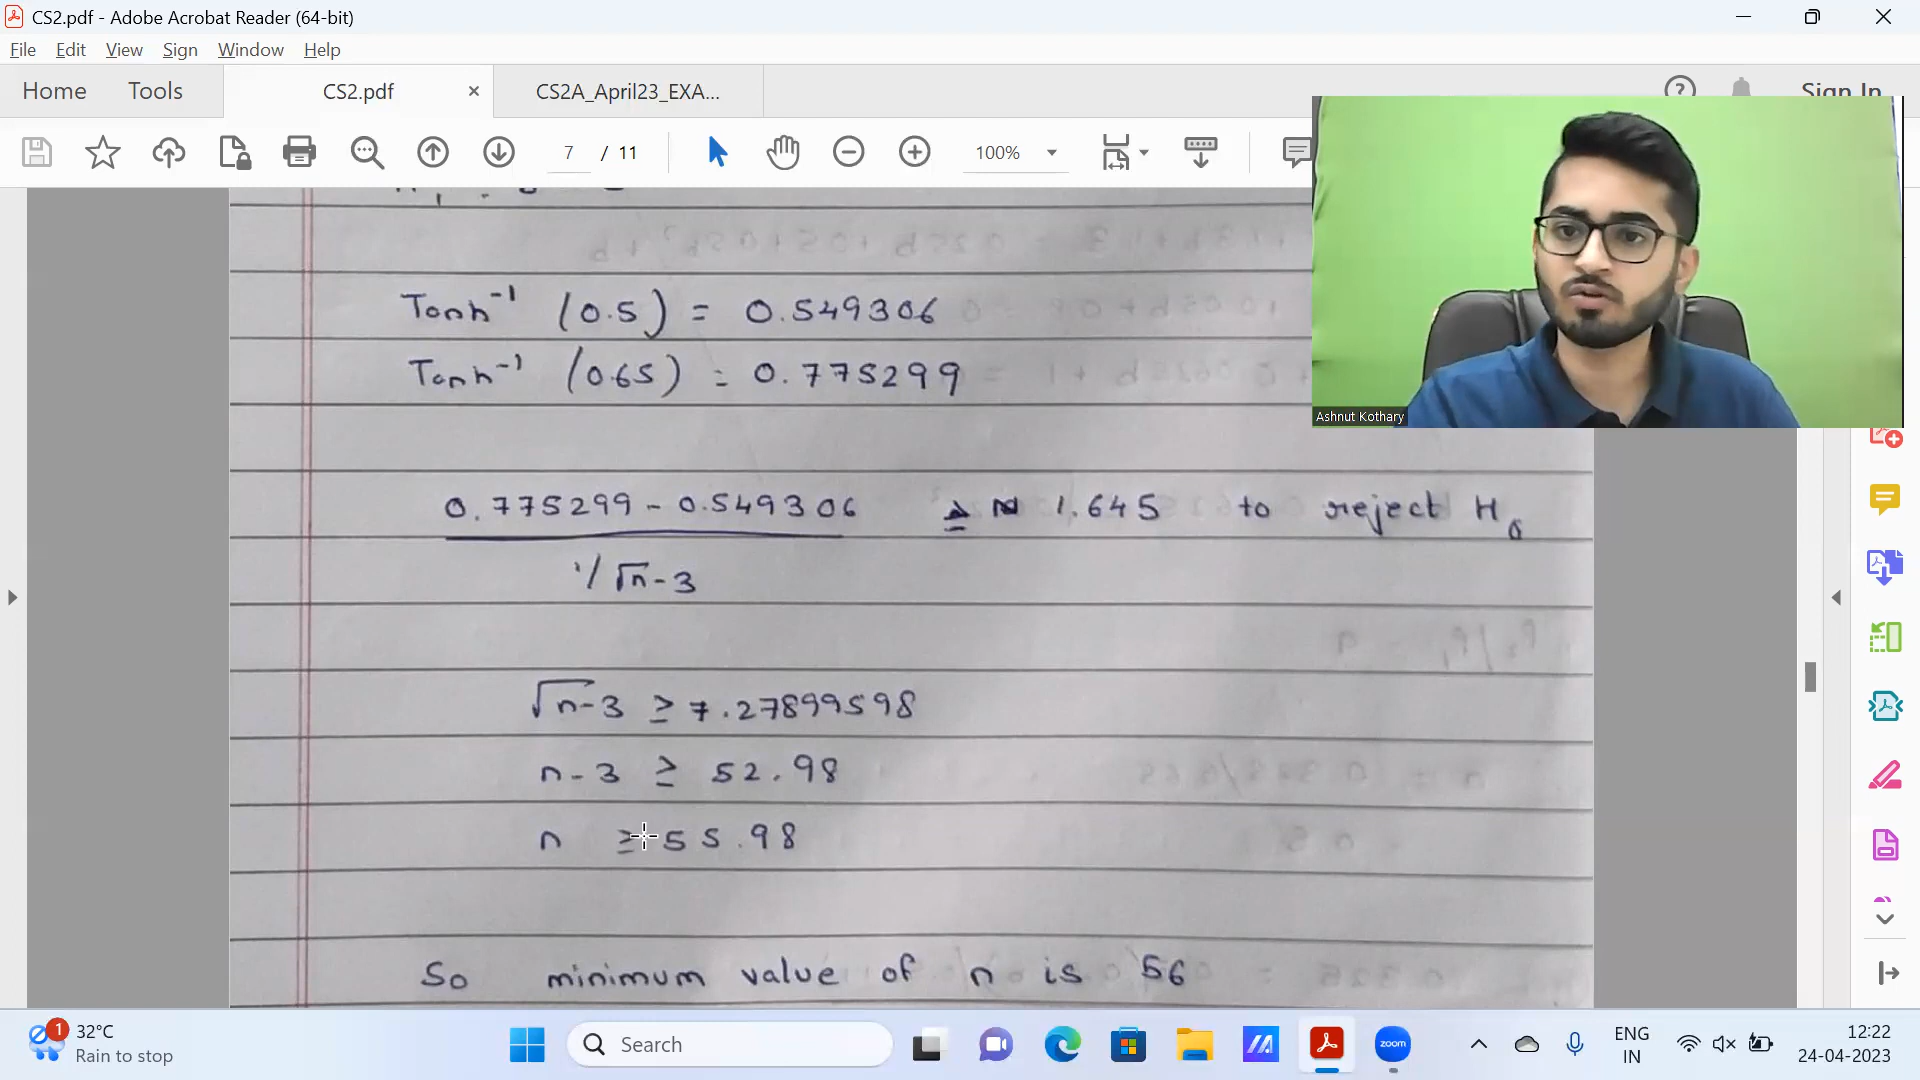 CS2.pdf - Adobe Acrobat Reader (64-bit)
File Edit View Sign Window Help
Home Tools CS2.pdf × CS2A_April23_EXA... Sign In
7 / 11 100%
Tanh⁻¹ (0.5) = 0.549306
Tanh⁻¹ (0.65) = 0.775299
Ashnut Kothary
0.775299 - 0.549306 ≥ 1.645 to reject H₀
1/√n-3
√n-3 ≥ 7.27899598
n-3 ≥ 52.98
n ≥ 55.98
So minimum value of n is 56
1 32°C
Rain to stop
Search
zoom
ENG
IN
12:22
24-04-2023